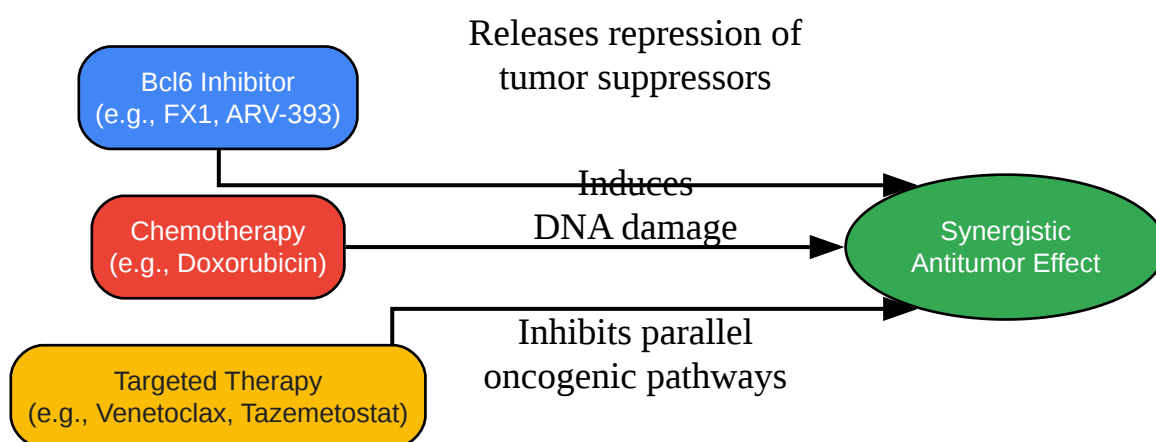 Releases repression of
tumor suppressors
Bcl6 Inhibitor
(e.g., FX1, ARV-393)
Induces
DNA damage
Chemotherapy
(e.g., Doxorubicin)
Synergistic
Antitumor Effect
Inhibits parallel
oncogenic pathways
Targeted Therapy
(e.g., Venetoclax, Tazemetostat)